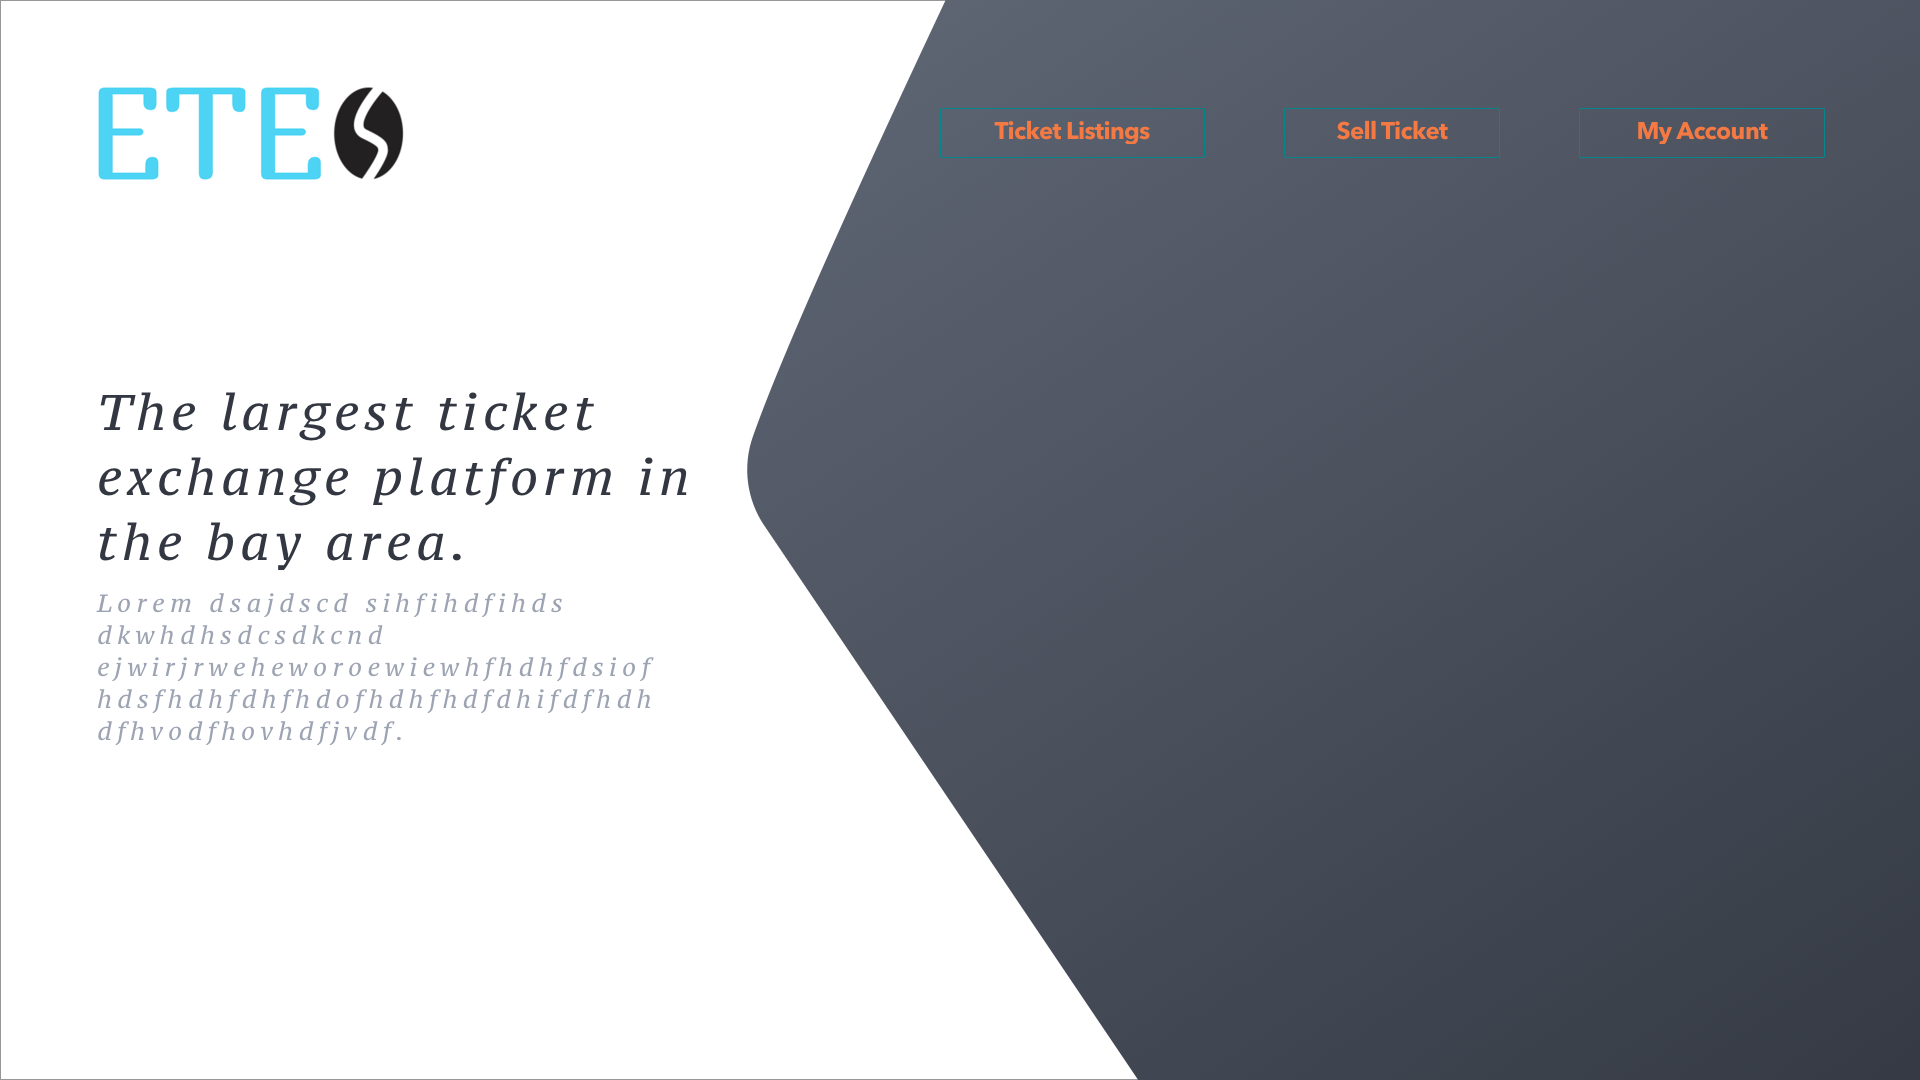 ETE
Ticket Listings
Sell Ticket
My Account
The largest ticket
exchange platform in
the bay area.
Lorem dsajdscd sihfihdfihds
dkwhdhsdcsdkcnd
ejwirjrweheworoewiewhfhdhfdsiof
hdsfhdhfdhfhdofhdhfhdfdhifdfhdh
dfhvodfhovhdfjvdf.